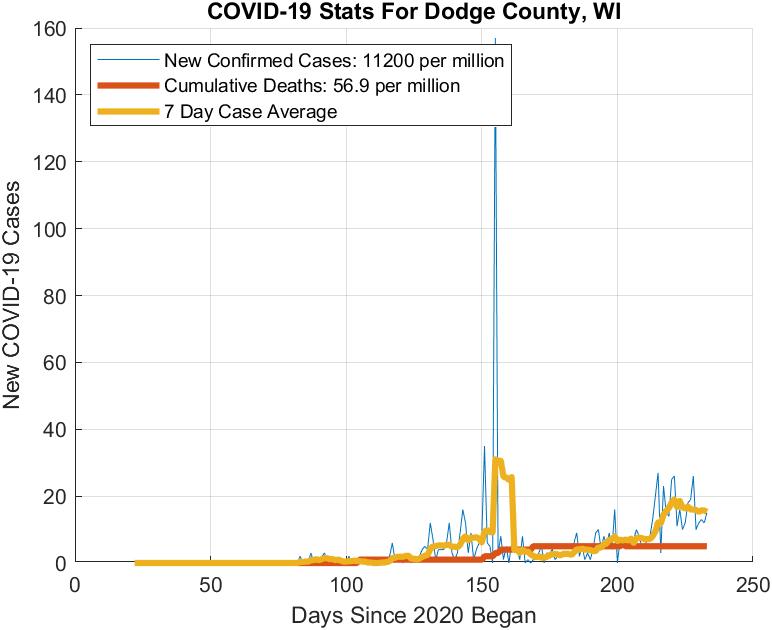 COVID-19 Stats For Dodge County, WI
160
140
120
100
80
60
40
20
0
New COVID-19 Cases
New Confirmed Cases: 11200 per million
Cumulative Deaths: 56.9 per million
7 Day Case Average
0 50 100 150 200 250
Days Since 2020 Began